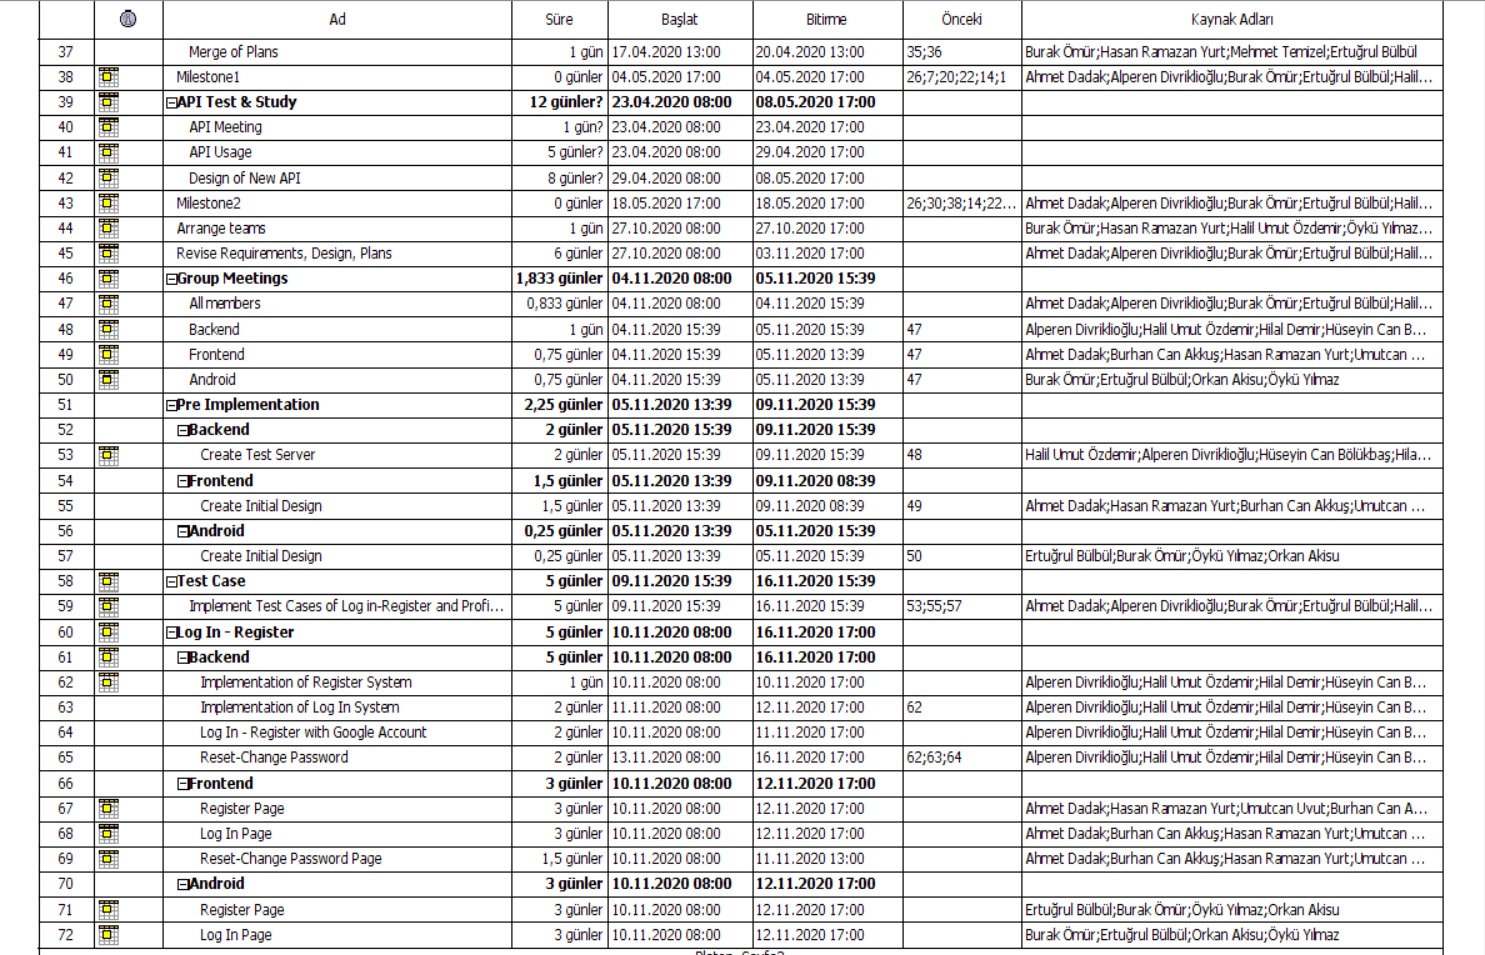 Ad Süre Başlat Bitirme Önceki Kaynak Adları
37 Merge of Plans 1 gün 17.04.2020 13:00 20.04.2020 13:00 35;36 Burak Ömür;Hasan Ramazan Yurt;Mehmet Temizel;Ertuğrul Bülbül
38 Milestone1 0 günler 04.05.2020 17:00 04.05.2020 17:00 26;7;20;22;14;1 Ahmet Dadak;Alperen Divriklioğlu;Burak Ömür;Ertuğrul Bülbül;Halil...
39 API Test & Study 12 günler? 23.04.2020 08:00 08.05.2020 17:00
40 API Meeting 1 gün? 23.04.2020 08:00 23.04.2020 17:00
41 API Usage 5 günler? 23.04.2020 08:00 29.04.2020 17:00
42 Design of New API 8 günler? 29.04.2020 08:00 08.05.2020 17:00
43 Milestone2 0 günler 18.05.2020 17:00 18.05.2020 17:00 26;30;38;14;22... Ahmet Dadak;Alperen Divriklioğlu;Burak Ömür;Ertuğrul Bülbül;Halil...
44 Arrange teams 1 gün 27.10.2020 08:00 27.10.2020 17:00 Burak Ömür;Hasan Ramazan Yurt;Halil Umut Özdemir;Öykü Yılmaz...
45 Revise Requirements, Design, Plans 6 günler 27.10.2020 08:00 03.11.2020 17:00 Ahmet Dadak;Alperen Divriklioğlu;Burak Ömür;Ertuğrul Bülbül;Halil...
46 Group Meetings 1,833 günler 04.11.2020 08:00 05.11.2020 15:39
47 All members 0,833 günler 04.11.2020 08:00 04.11.2020 15:39 Ahmet Dadak;Alperen Divriklioğlu;Burak Ömür;Ertuğrul Bülbül;Halil...
48 Backend 1 gün 04.11.2020 15:39 05.11.2020 15:39 47 Alperen Divriklioğlu;Halil Umut Özdemir;Hilal Demir;Hüseyin Can B...
49 Frontend 0,75 günler 04.11.2020 15:39 05.11.2020 13:39 47 Ahmet Dadak;Burhan Can Akkuş;Hasan Ramazan Yurt;Umutcan ...
50 Android 0,75 günler 04.11.2020 15:39 05.11.2020 13:39 47 Burak Ömür;Ertuğrul Bülbül;Orkan Akisu;Öykü Yılmaz
51 Pre Implementation 2,25 günler 05.11.2020 13:39 09.11.2020 15:39
52 Backend 2 günler 05.11.2020 15:39 09.11.2020 15:39
53 Create Test Server 2 günler 05.11.2020 15:39 09.11.2020 15:39 48 Halil Umut Özdemir;Alperen Divriklioğlu;Hüseyin Can Bölükbaş;Hila...
54 Frontend 1,5 günler 05.11.2020 13:39 09.11.2020 08:39
55 Create Initial Design 1,5 günler 05.11.2020 13:39 09.11.2020 08:39 49 Ahmet Dadak;Hasan Ramazan Yurt;Burhan Can Akkuş;Umutcan ...
56 Android 0,25 günler 05.11.2020 13:39 05.11.2020 15:39
57 Create Initial Design 0,25 günler 05.11.2020 13:39 05.11.2020 15:39 50 Ertuğrul Bülbül;Burak Ömür;Öykü Yılmaz;Orkan Akisu
58 Test Case 5 günler 09.11.2020 15:39 16.11.2020 15:39
59 Implement Test Cases of Log in-Register and Profi... 5 günler 09.11.2020 15:39 16.11.2020 15:39 53;55;57 Ahmet Dadak;Alperen Divriklioğlu;Burak Ömür;Ertuğrul Bülbül;Halil...
60 Log In - Register 5 günler 10.11.2020 08:00 16.11.2020 17:00
61 Backend 5 günler 10.11.2020 08:00 16.11.2020 17:00
62 Implementation of Register System 1 gün 10.11.2020 08:00 10.11.2020 17:00 Alperen Divriklioğlu;Halil Umut Özdemir;Hilal Demir;Hüseyin Can B...
63 Implementation of Log In System 2 günler 11.11.2020 08:00 12.11.2020 17:00 62 Alperen Divriklioğlu;Halil Umut Özdemir;Hilal Demir;Hüseyin Can B...
64 Log In - Register with Google Account 2 günler 10.11.2020 08:00 11.11.2020 17:00 Alperen Divriklioğlu;Halil Umut Özdemir;Hilal Demir;Hüseyin Can B...
65 Reset-Change Password 2 günler 13.11.2020 08:00 16.11.2020 17:00 62;63;64 Alperen Divriklioğlu;Halil Umut Özdemir;Hilal Demir;Hüseyin Can B...
66 Frontend 3 günler 10.11.2020 08:00 12.11.2020 17:00
67 Register Page 3 günler 10.11.2020 08:00 12.11.2020 17:00 Ahmet Dadak;Hasan Ramazan Yurt;Umutcan Uvut;Burhan Can A...
68 Log In Page 3 günler 10.11.2020 08:00 12.11.2020 17:00 Ahmet Dadak;Burhan Can Akkuş;Hasan Ramazan Yurt;Umutcan ...
69 Reset-Change Password Page 1,5 günler 10.11.2020 08:00 11.11.2020 13:00 Ahmet Dadak;Burhan Can Akkuş;Hasan Ramazan Yurt;Umutcan ...
70 Android 3 günler 10.11.2020 08:00 12.11.2020 17:00
71 Register Page 3 günler 10.11.2020 08:00 12.11.2020 17:00 Ertuğrul Bülbül;Burak Ömür;Öykü Yılmaz;Orkan Akisu
72 Log In Page 3 günler 10.11.2020 08:00 12.11.2020 17:00 Burak Ömür;Ertuğrul Bülbül;Orkan Akisu;Öykü Yılmaz